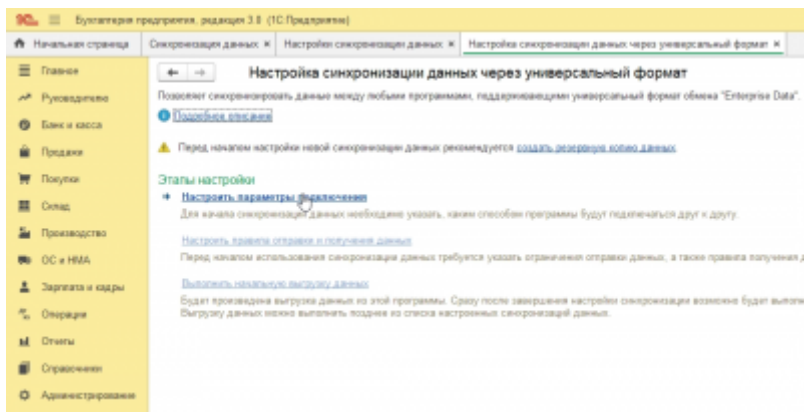 Бухгалтерия предприятия, редакция 3.0 (1С:Предприятие)
Начальная страница
Синхронизация данных ×
Настройки синхронизации данных ×
Настройка синхронизации данных через универсальный формат ×
Главное
Руководителю
Банк и касса
Продажи
Покупки
Склад
Производство
ОС и НМА
Зарплата и кадры
Операции
Отчеты
Справочники
Администрирование
Настройка синхронизации данных через универсальный формат
Позволяет синхронизировать данные между любыми программами, поддерживающими универсальный формат обмена "Enterprise Data".
Подробное описание
Перед началом настройки новой синхронизации данных рекомендуется создать резервную копию данных.
Этапы настройки
Настроить параметры подключения
Для начала синхронизации данных необходимо указать, каким способом программы будут подключаться друг к другу.
Настроить правила отправки и получения данных
Перед началом использования синхронизации данных требуется указать ограничения отправки данных, а также правила получения
Выполнить начальную выгрузку данных
Будет произведена выгрузка данных из этой программы. Сразу после завершения настройки синхронизации возможно будет
Выгрузку данных можно выполнить позднее из списка настроенных синхронизаций данных.